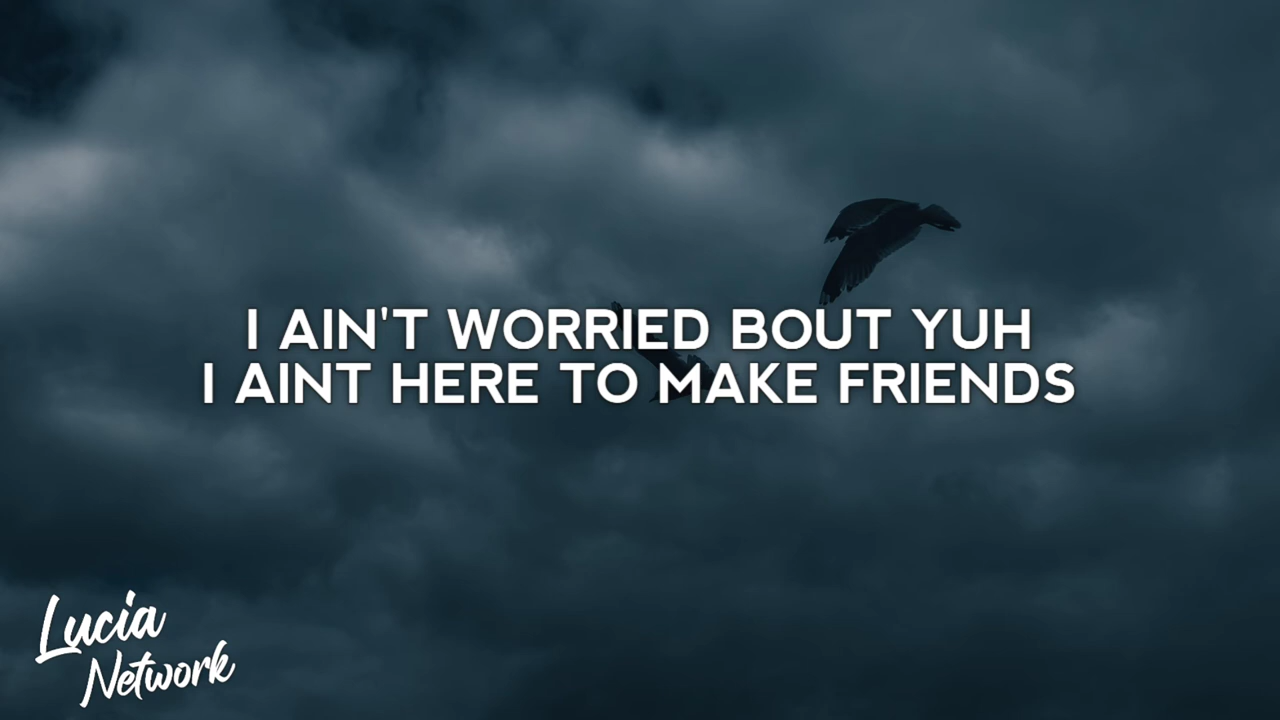 I AIN'T WORRIED BOUT YUH
I AINT HERE TO MAKE FRIENDS
Lucia
Network